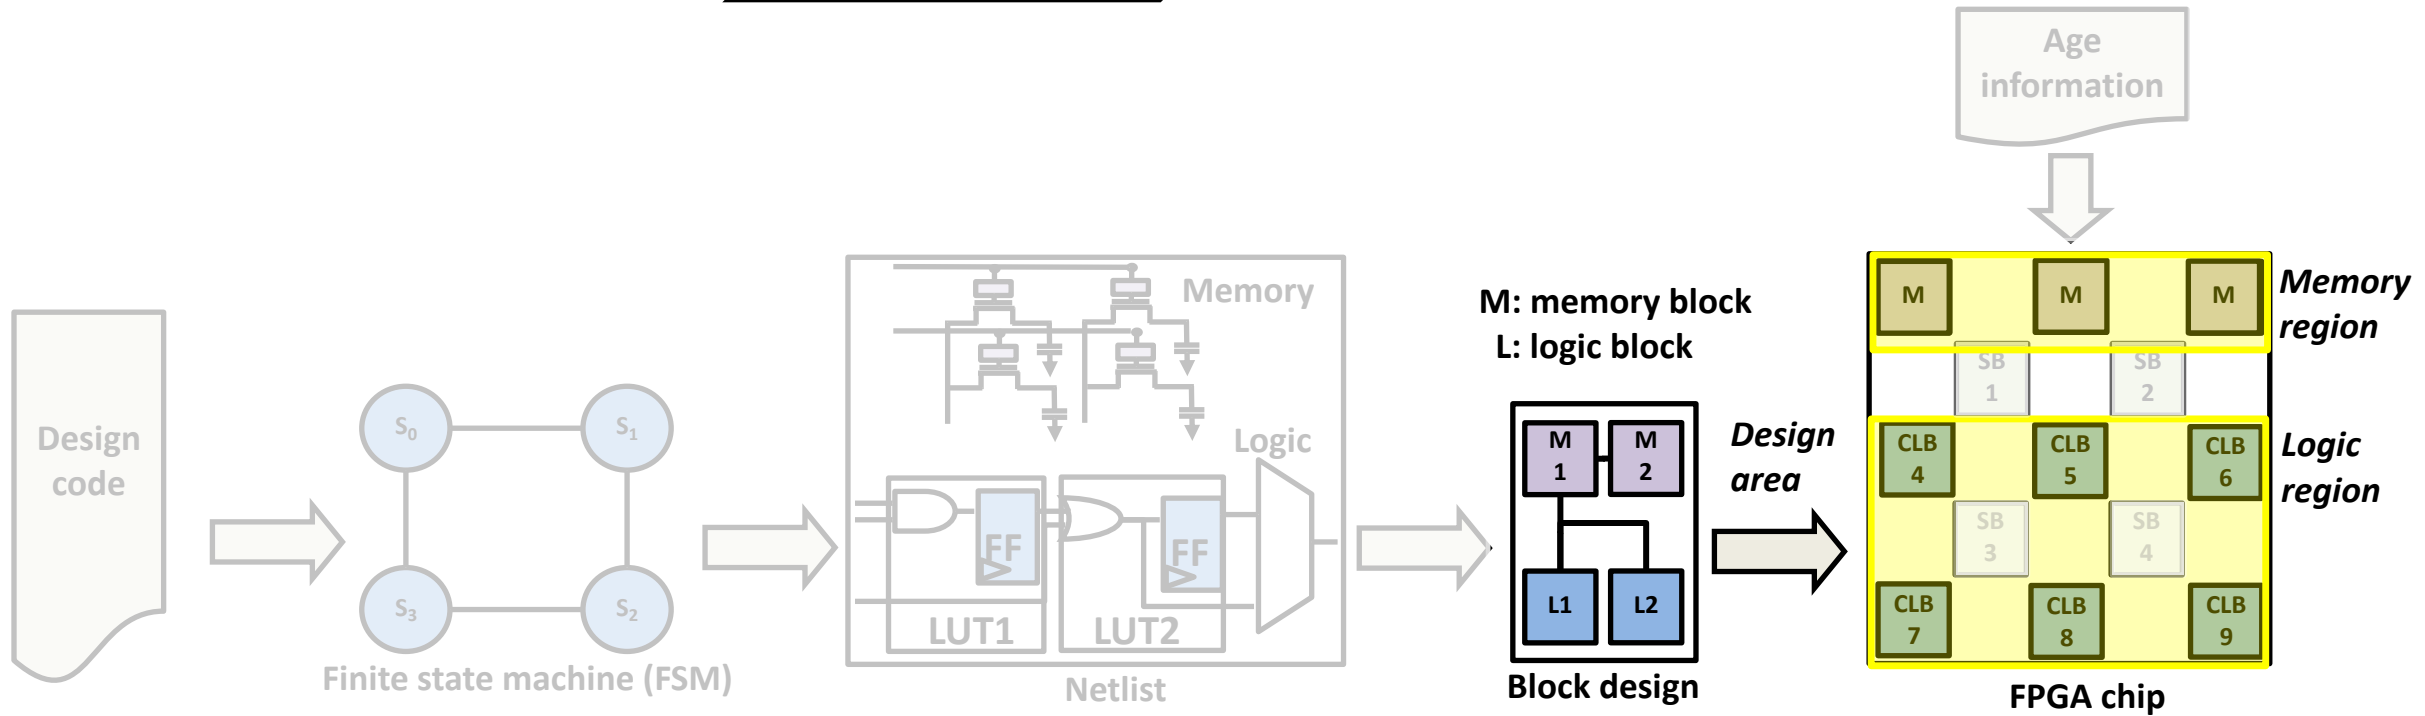 Age
information
Design
code
S0
S1
S3
S2
Finite state machine (FSM)
Memory
Logic
FF
FF
LUT1
LUT2
Netlist
M: memory block
L: logic block
M
1
M
2
L1
L2
Block design
Design
area
M
M
M
Memory
region
SB
1
SB
2
CLB
4
CLB
5
CLB
6
Logic
region
SB
3
SB
4
CLB
7
CLB
8
CLB
9
FPGA chip